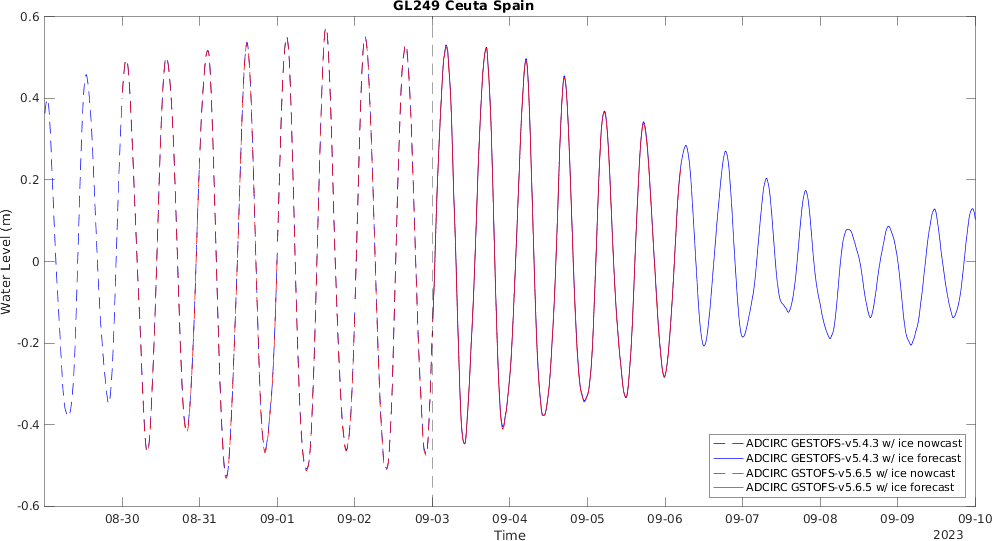 GL249 Ceuta Spain
0.6
0.4
0.2
0
-0.2
-0.4
-0.6
Water Level (m)
ADCIRC GESTOFS-v5.4.3 w/ ice nowcast
ADCIRC GESTOFS-v5.4.3 w/ ice forecast
ADCIRC GSTOFS-v5.6.5 w/ ice nowcast
ADCIRC GSTOFS-v5.6.5 w/ ice forecast
08-30 08-31 09-01 09-02 09-03 09-04 09-05 09-06 09-07 09-08 09-09 09-10
Time
2023